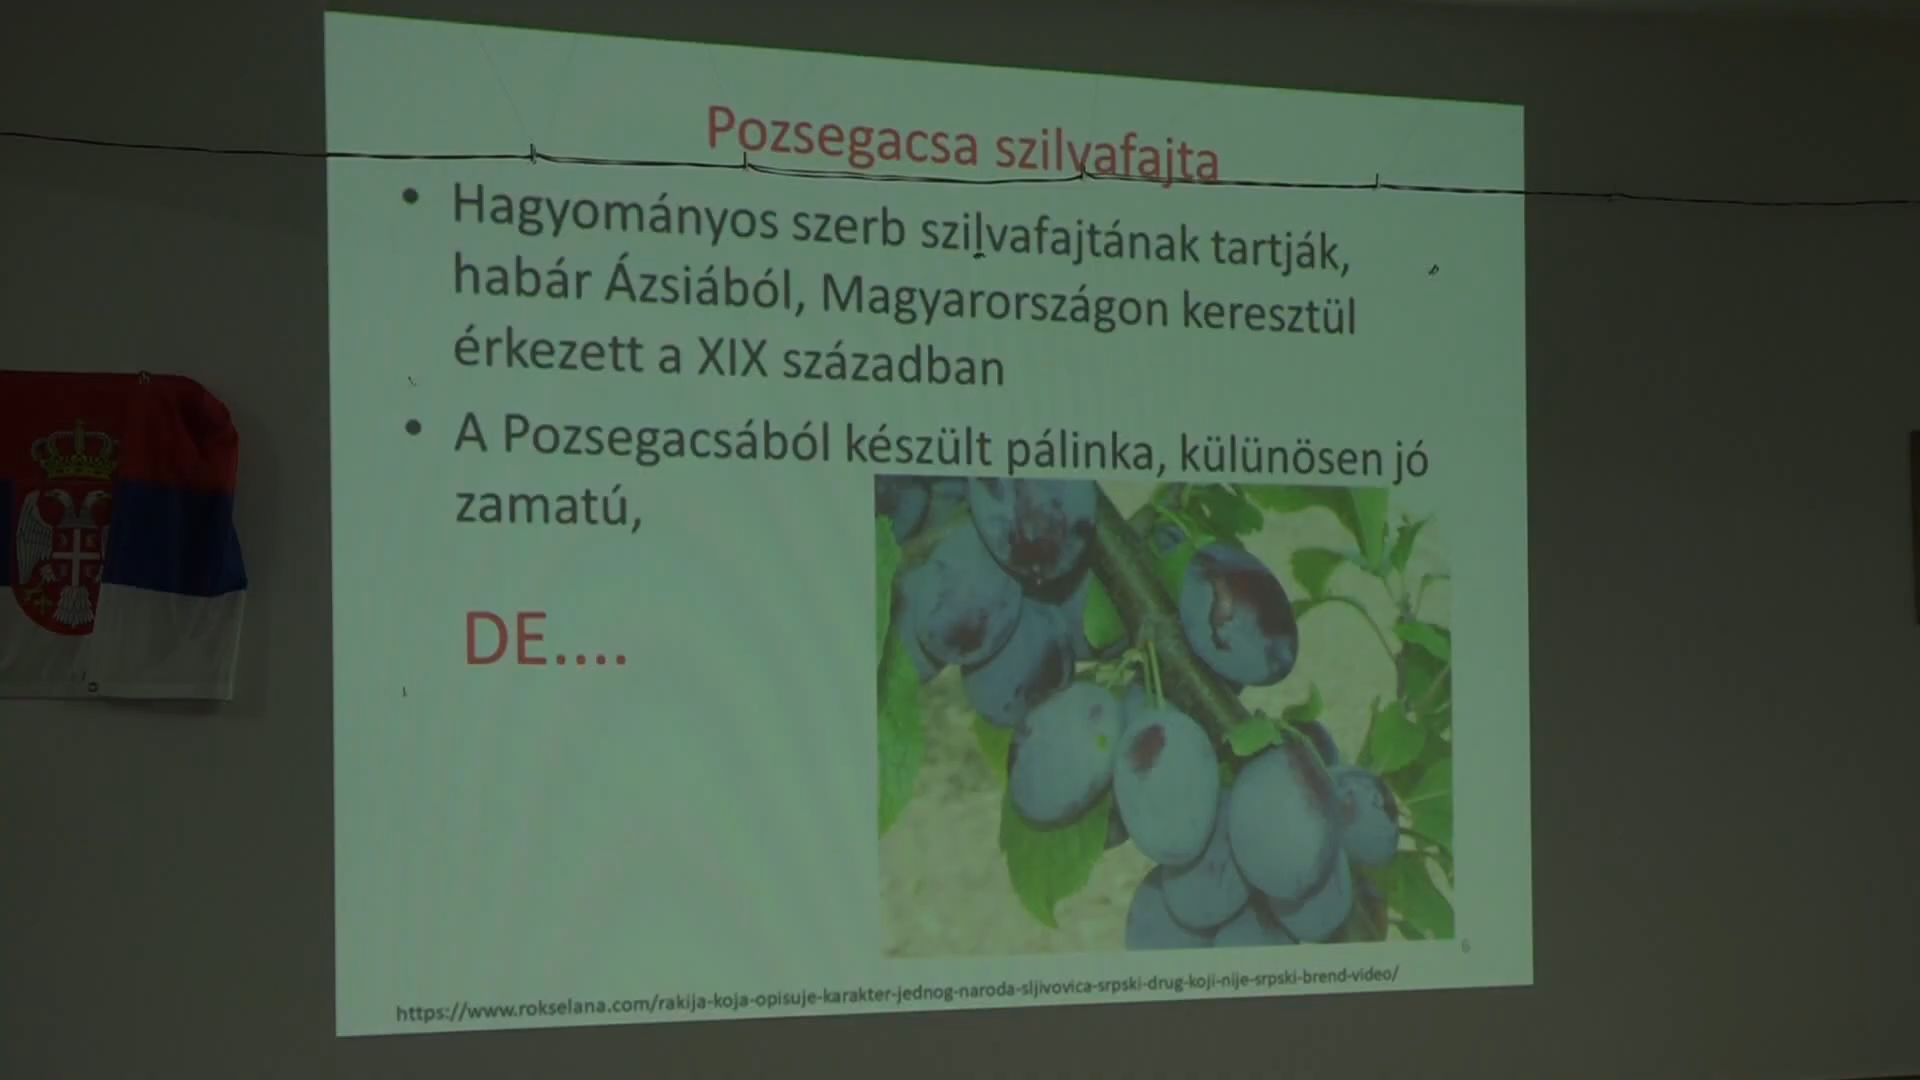 Pozsegacsa szilvafajta
• Hagyományos szerb szilvafajtának tartják,
habár Ázsiából, Magyarországon keresztül
érkezett a XIX században
• A Pozsegacsából készült pálinka, külünösen jó
zamatú,
DE....
6
https://www.rokselana.com/rakija-koja-opisuje-karakter-jednog-naroda-sljivovica-srpski-drug-koji-nije-srpski-brend-video/